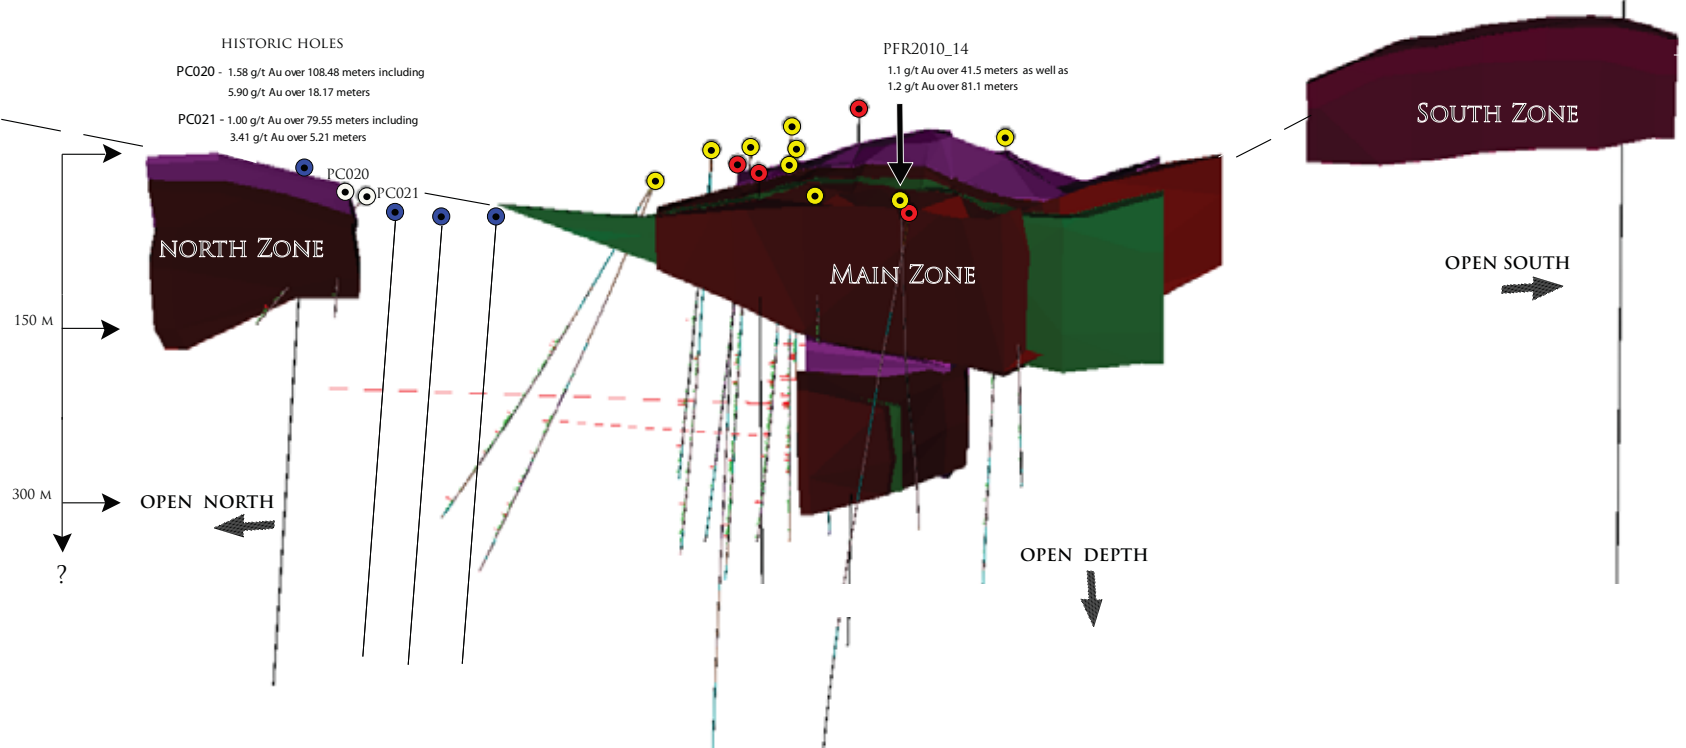 HISTORIC HOLES
PC020 - 1.58 g/t Au over 108.48 meters including
5.90 g/t Au over 18.17 meters
PC021 - 1.00 g/t Au over 79.55 meters including
3.41 g/t Au over 5.21 meters
PFR2010_14
1.1 g/t Au over 41.5 meters as well as
1.2 g/t Au over 81.1 meters
SOUTH ZONE
PC020
PC021
NORTH ZONE
MAIN ZONE
OPEN SOUTH
150 M
300 M
OPEN NORTH
OPEN DEPTH
?